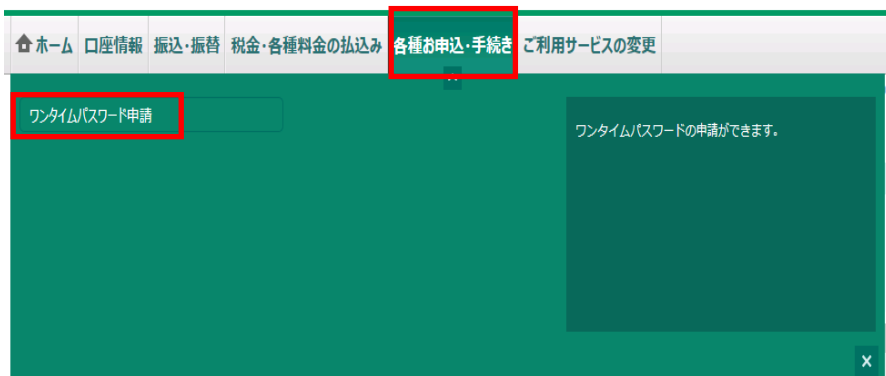 ホーム 口座情報 振込・振替 税金・各種料金の払込み 各種お申込・手続き ご利用サービスの変更
ワンタイムパスワード申請
ワンタイムパスワードの申請ができます。